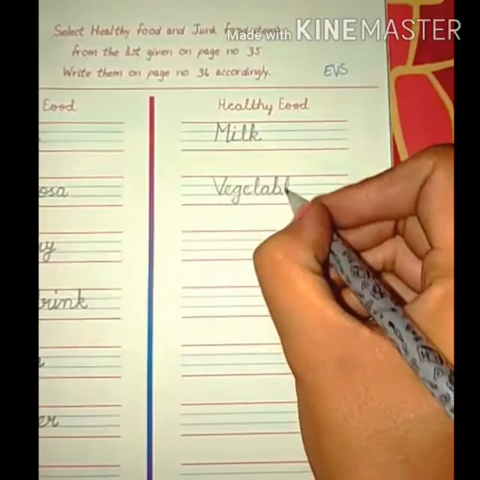 Made with KINEMASTER
Select Healthy food and Junk food items
from the list given on page no 35
Write them on page no 36 accordingly. EVS
Food Healthy Food
Milk
osa Vegetabl
y
rink
er